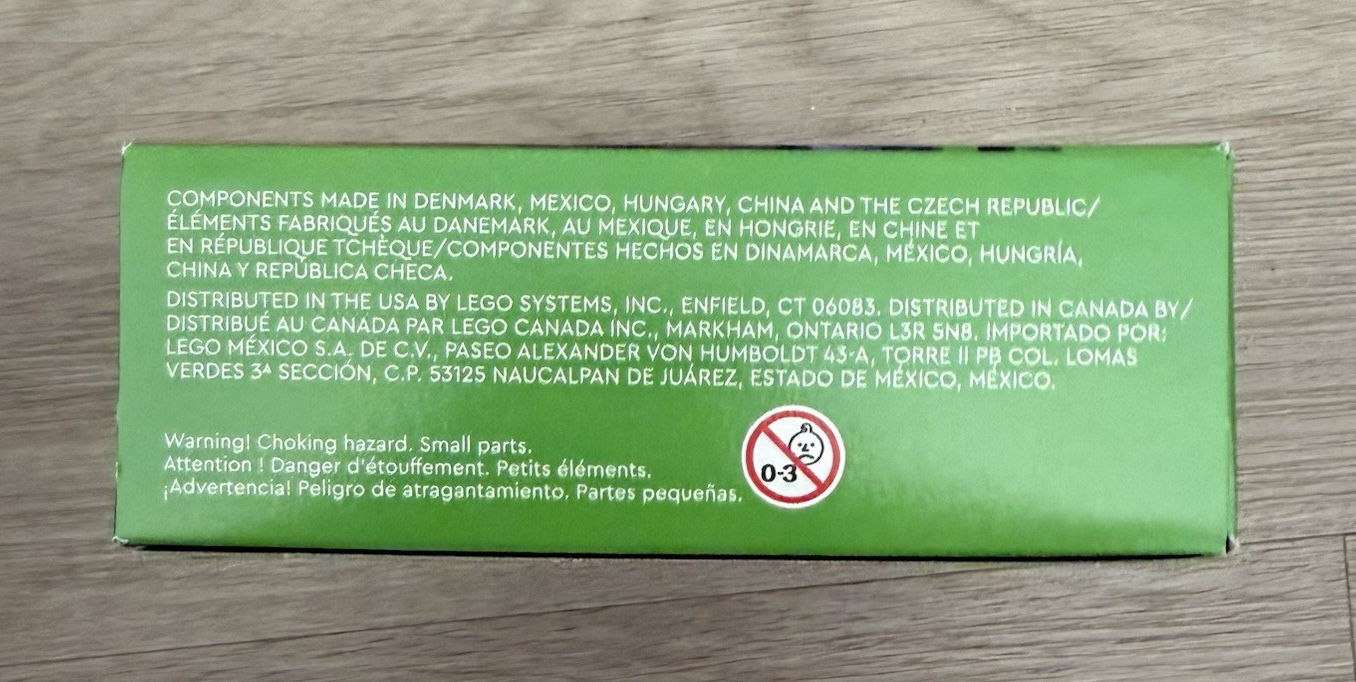 COMPONENTS MADE IN DENMARK, MEXICO, HUNGARY, CHINA AND THE CZECH REPUBLIC/
ÉLÉMENTS FABRIQUÉS AU DANEMARK, AU MEXIQUE, EN HONGRIE, EN CHINE ET
EN RÉPUBLIQUE TCHÈQUE/COMPONENTES HECHOS EN DINAMARCA, MÉXICO, HUNGRÍA,
CHINA Y REPÚBLICA CHECA.
DISTRIBUTED IN THE USA BY LEGO SYSTEMS, INC., ENFIELD, CT 06083. DISTRIBUTED IN CANADA BY/
DISTRIBUÉ AU CANADA PAR LEGO CANADA INC., MARKHAM, ONTARIO L3R 5N8. IMPORTADO POR:
LEGO MÉXICO S.A. DE C.V., PASEO ALEXANDER VON HUMBOLDT 43-A, TORRE II PB COL. LOMAS
VERDES 3ᴬ SECCIÓN, C.P. 53125 NAUCALPAN DE JUÁREZ, ESTADO DE MÉXICO, MÉXICO.
Warning! Choking hazard. Small parts.
Attention ! Danger d'étouffement. Petits éléments.
¡Advertencia! Peligro de atragantamiento. Partes pequeñas.
0-3